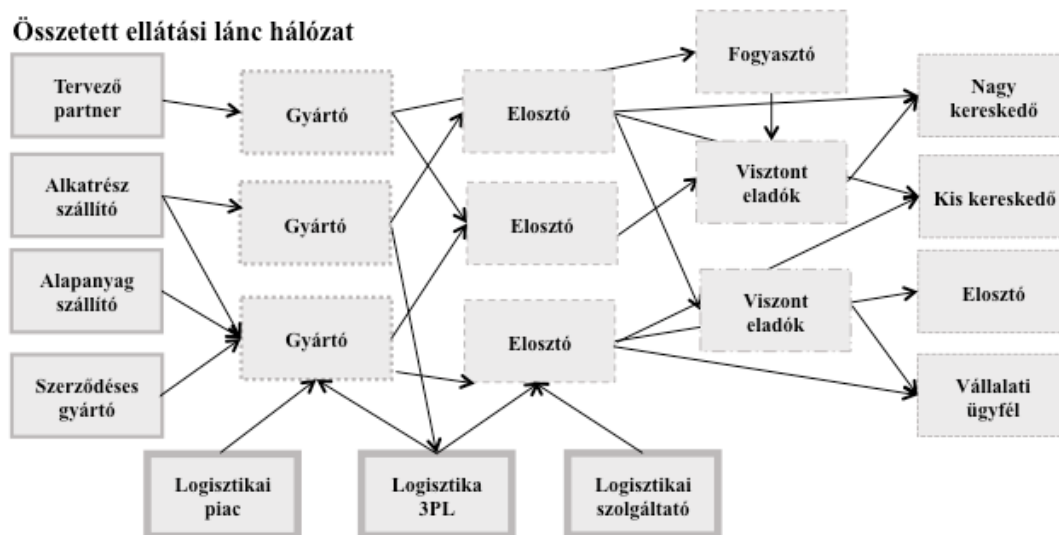 Összetett ellátási lánc hálózat
Tervező
partner
Alkatrész
szállító
Alapanyag
szállító
Szerződéses
gyártó
Gyártó
Gyártó
Gyártó
Elosztó
Elosztó
Elosztó
Fogyasztó
Visztont
eladók
Viszont
eladók
Nagy
kereskedő
Kis kereskedő
Elosztó
Vállalati
ügyfél
Logisztikai
piac
Logisztika
3PL
Logisztikai
szolgáltató